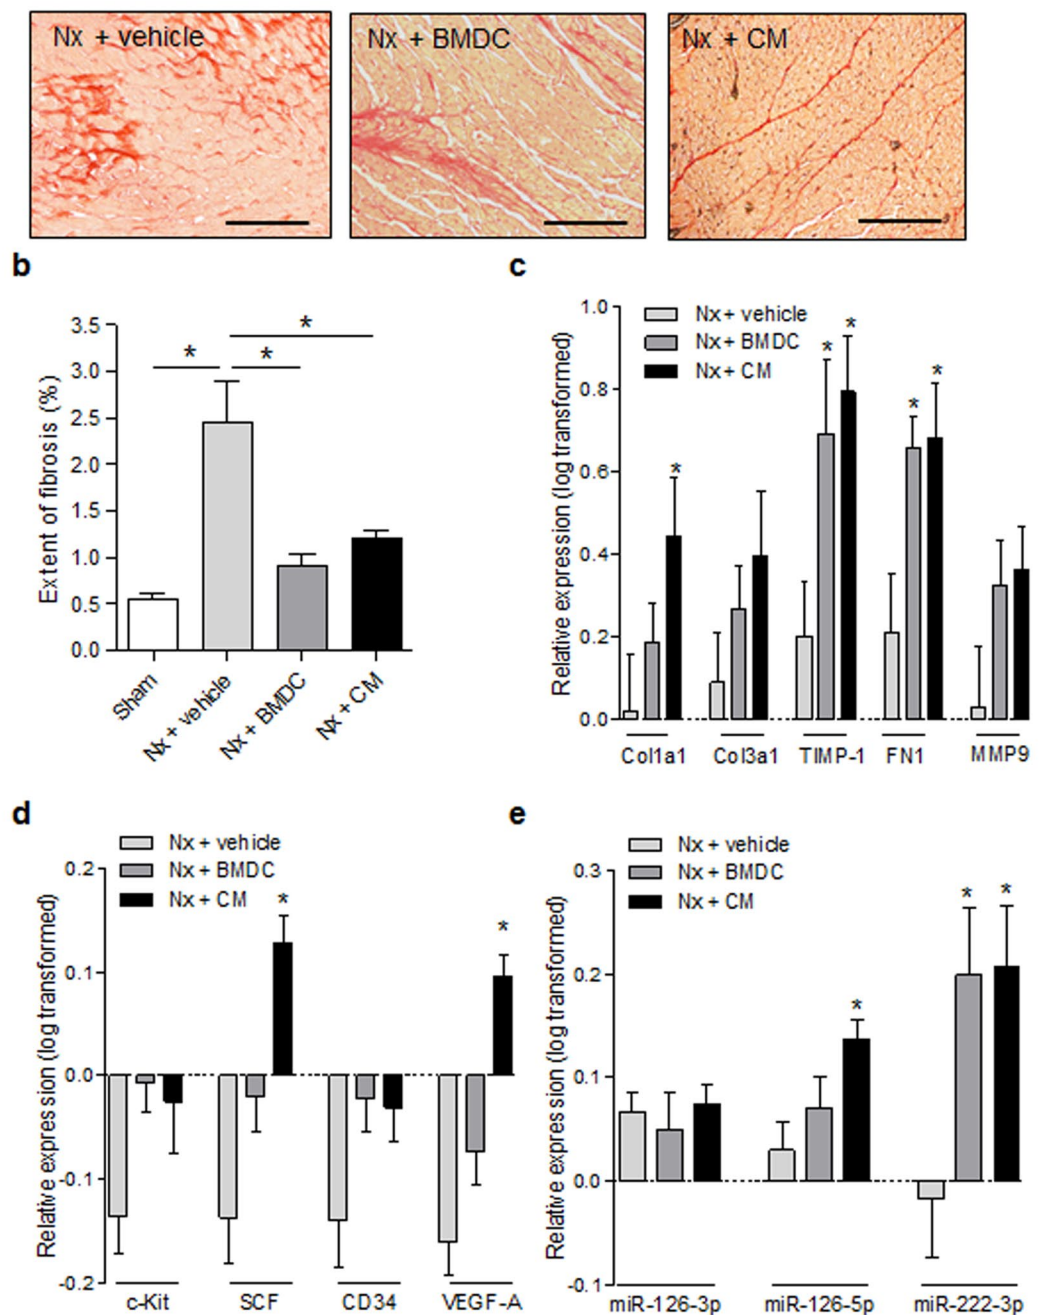 Nx + vehicle
Nx + BMDC
Nx + CM
b
Extent of fibrosis (%)
3.5
3.0
2.5
2.0
1.5
1.0
0.5
0.0
*
*
*
Sham
Nx + vehicle
Nx + BMDC
Nx + CM
c
Relative expression (log transformed)
1.0
0.8
0.6
0.4
0.2
0.0
Nx + vehicle
Nx + BMDC
Nx + CM
*
*
*
*
*
Col1a1
Col3a1
TIMP-1
FN1
MMP9
d
Relative expression (log transformed)
0.2
0.1
0.0
-0.1
-0.2
Nx + vehicle
Nx + BMDC
Nx + CM
*
*
c-Kit
SCF
CD34
VEGF-A
e
Relative expression (log transformed)
0.3
0.2
0.1
0.0
-0.1
Nx + vehicle
Nx + BMDC
Nx + CM
*
*
*
miR-126-3p
miR-126-5p
miR-222-3p